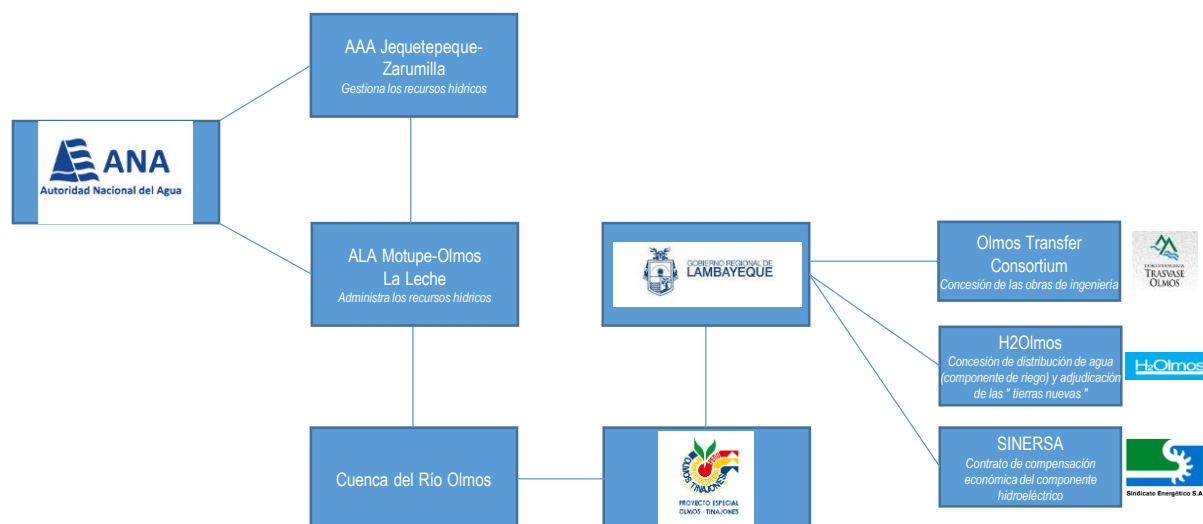 AAA Jequetepeque-
Zarumilla
Gestiona los recursos hídricos
ANA
Autoridad Nacional del Agua
ALA Motupe-Olmos
La Leche
Administra los recursos hídricos
GOBIERNO REGIONAL DE
LAMBAYEQUE
Olmos Transfer
Consortium
Concesión de las obras de ingeniería
TRASVASE
OLMOS
H2Olmos
Concesión de distribución de agua
(componente de riego) y adjudicación
de las " tierras nuevas "
H2Olmos
Cuenca del Río Olmos
PERU
OLMOS TINAJONES
PROYECTO ESPECIAL
OLMOS - TINAJONES
SINERSA
Contrato de compensación
económica del componente
hidroeléctrico
Sindicato Energético S.A